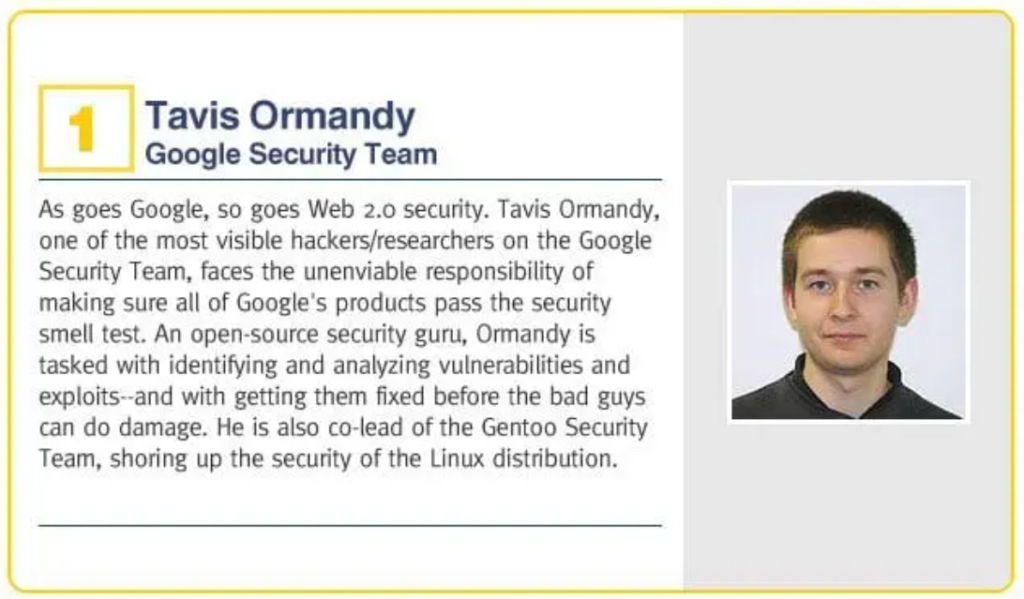 1
Tavis Ormandy
Google Security Team
As goes Google, so goes Web 2.0 security. Tavis Ormandy,
one of the most visible hackers/researchers on the Google
Security Team, faces the unenviable responsibility of
making sure all of Google's products pass the security
smell test. An open-source security guru, Ormandy is
tasked with identifying and analyzing vulnerabilities and
exploits--and with getting them fixed before the bad guys
can do damage. He is also co-lead of the Gentoo Security
Team, shoring up the security of the Linux distribution.